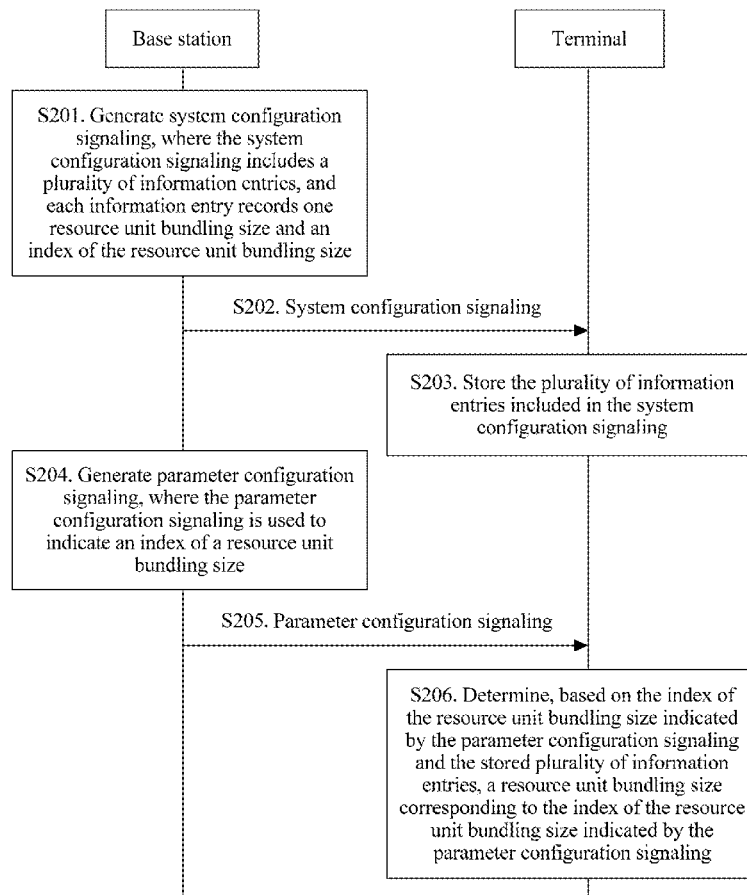 Base station
Terminal
S201. Generate system configuration
signaling, where the system
configuration signaling includes a
plurality of information entries, and
each information entry records one
resource unit bundling size and an
index of the resource unit bundling size
S202. System configuration signaling
S203. Store the plurality of information
entries included in the system
configuration signaling
S204. Generate parameter configuration
signaling, where the parameter
configuration signaling is used to
indicate an index of a resource unit
bundling size
S205. Parameter configuration signaling
S206. Determine, based on the index of
the resource unit bundling size indicated
by the parameter configuration signaling
and the stored plurality of information
entries, a resource unit bundling size
corresponding to the index of the resource
unit bundling size indicated by the
parameter configuration signaling